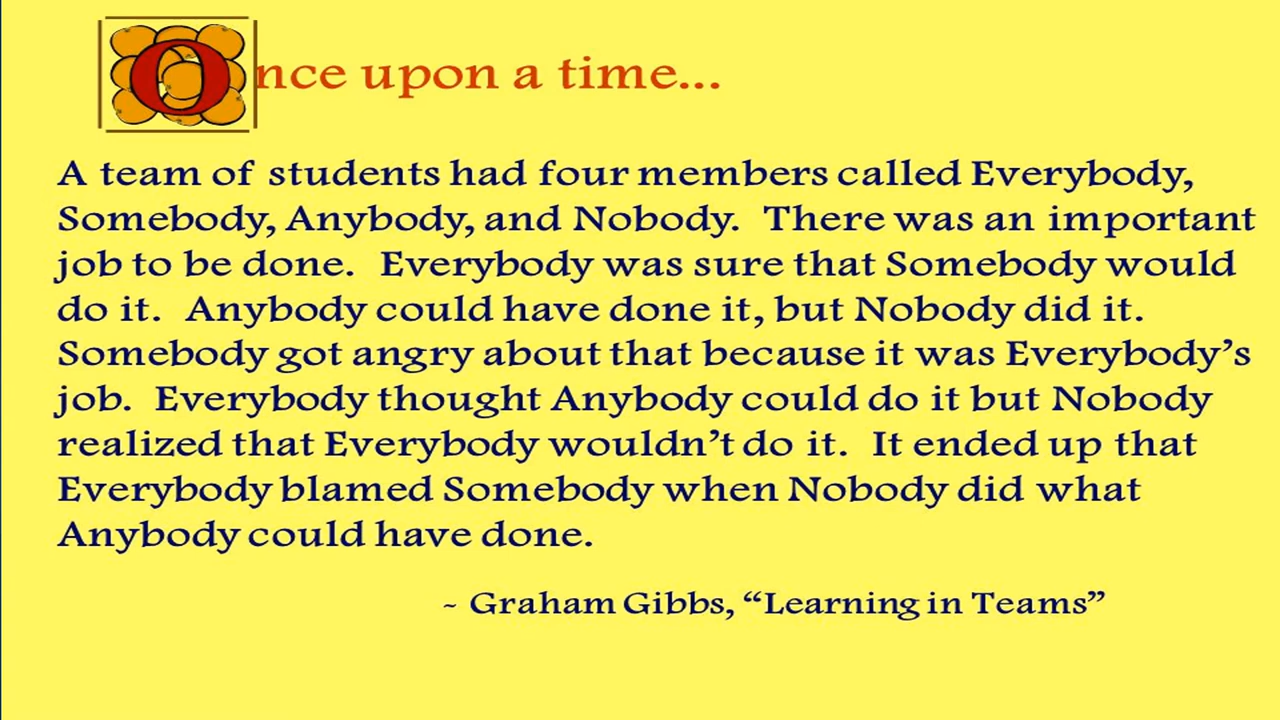 Once upon a time...
A team of students had four members called Everybody,
Somebody, Anybody, and Nobody. There was an important
job to be done. Everybody was sure that Somebody would
do it. Anybody could have done it, but Nobody did it.
Somebody got angry about that because it was Everybody's
job. Everybody thought Anybody could do it but Nobody
realized that Everybody wouldn't do it. It ended up that
Everybody blamed Somebody when Nobody did what
Anybody could have done.
~ Graham Gibbs, “Learning in Teams”